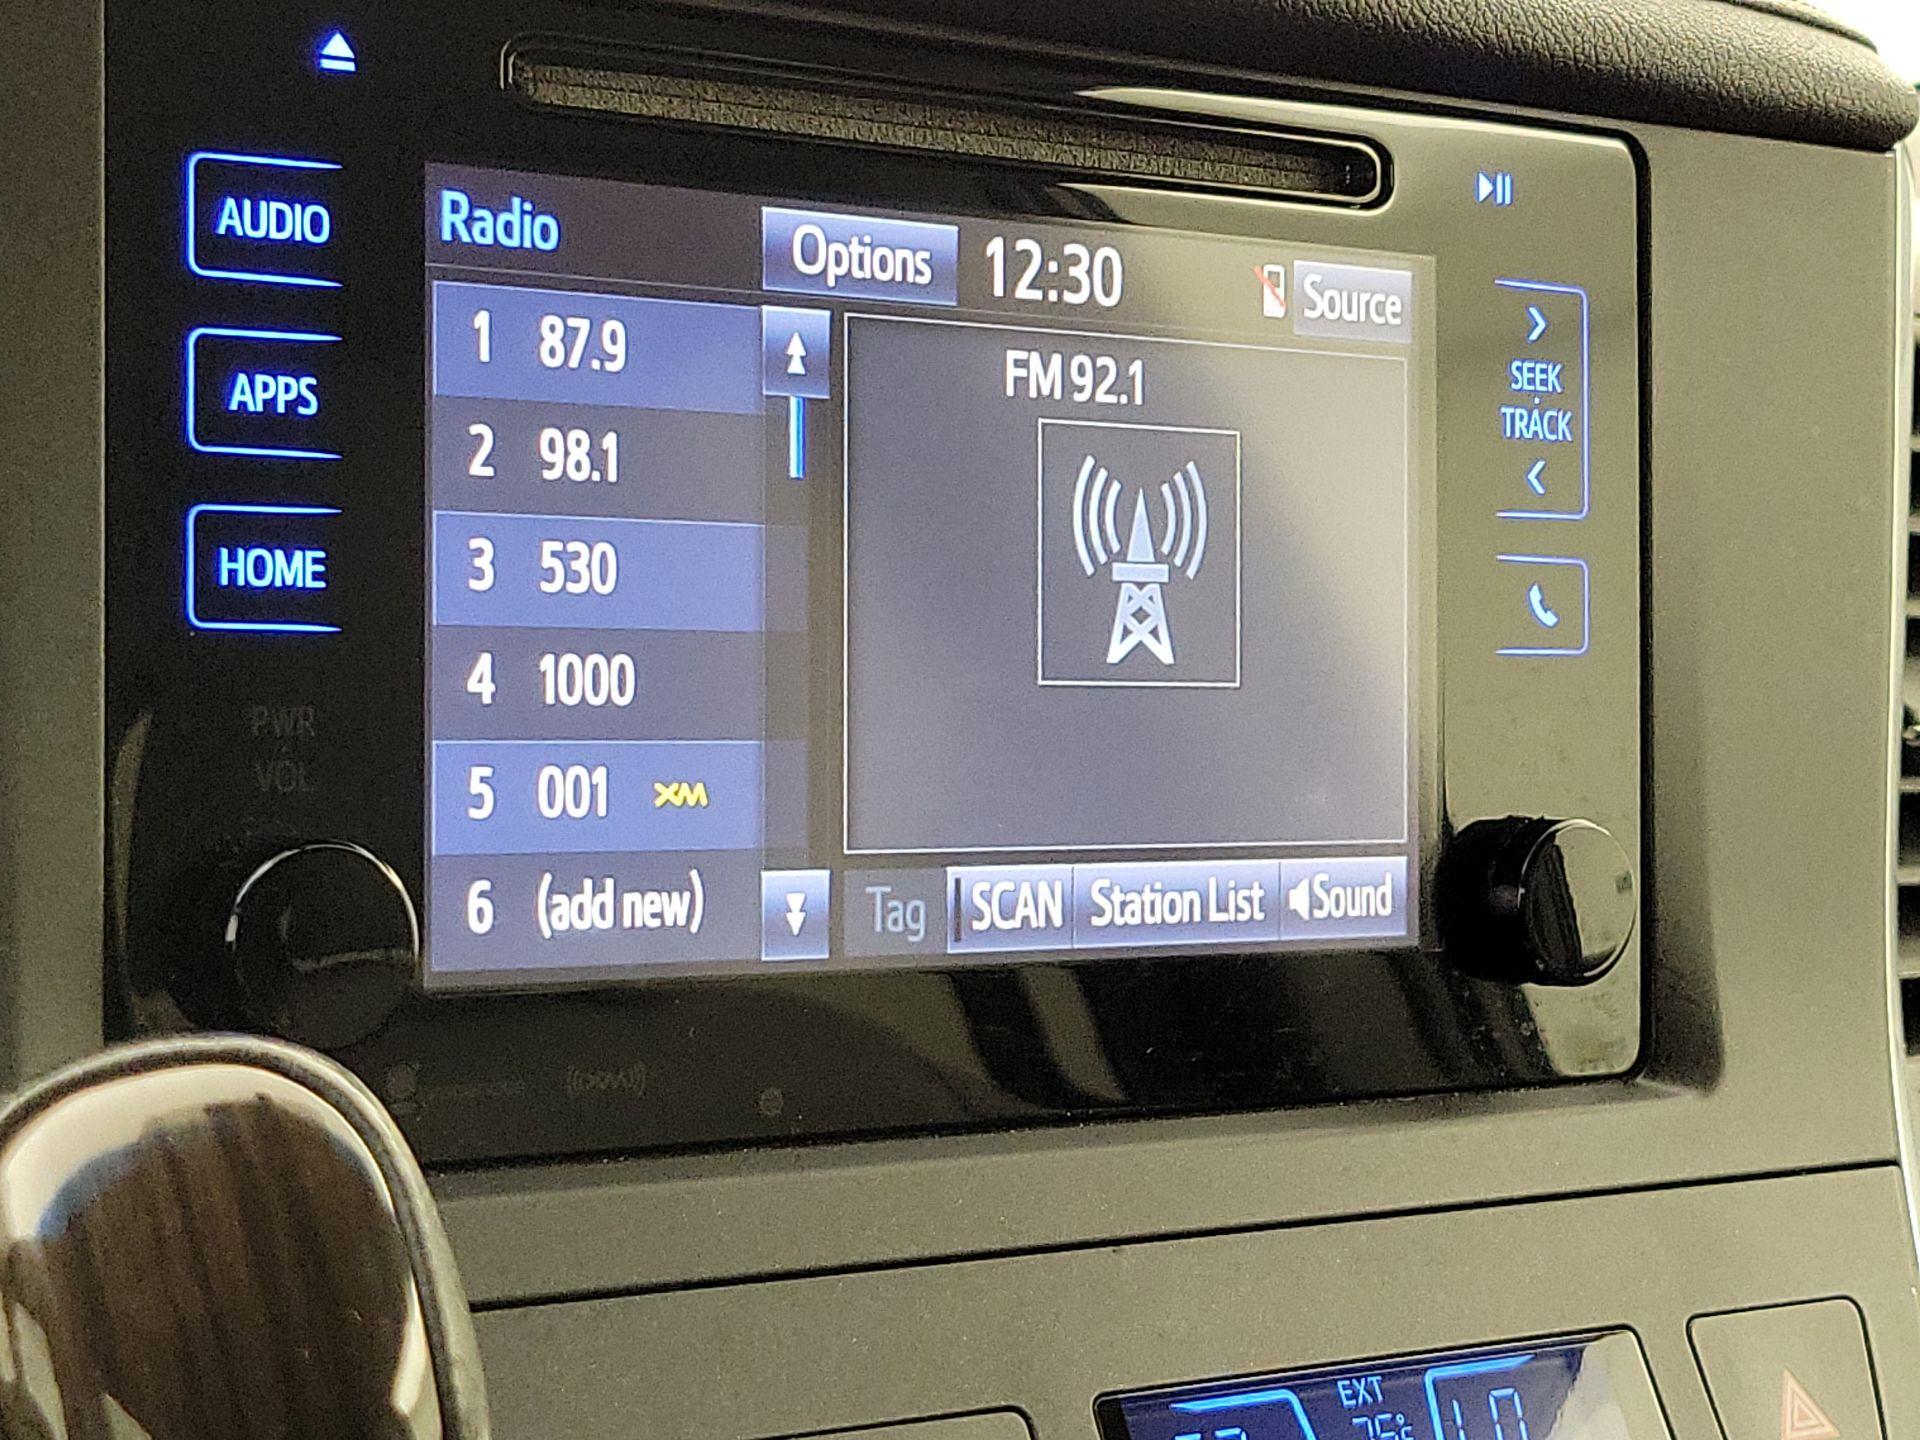 AUDIO
APPS
HOME
PWR
VOL
Radio
Options
12:30
Source
1 87.9
2 98.1
3 530
4 1000
5 001 XM
6 (add new)
FM 92.1
Tag
SCAN
Station List
Sound
SEEK
TRACK
EXT